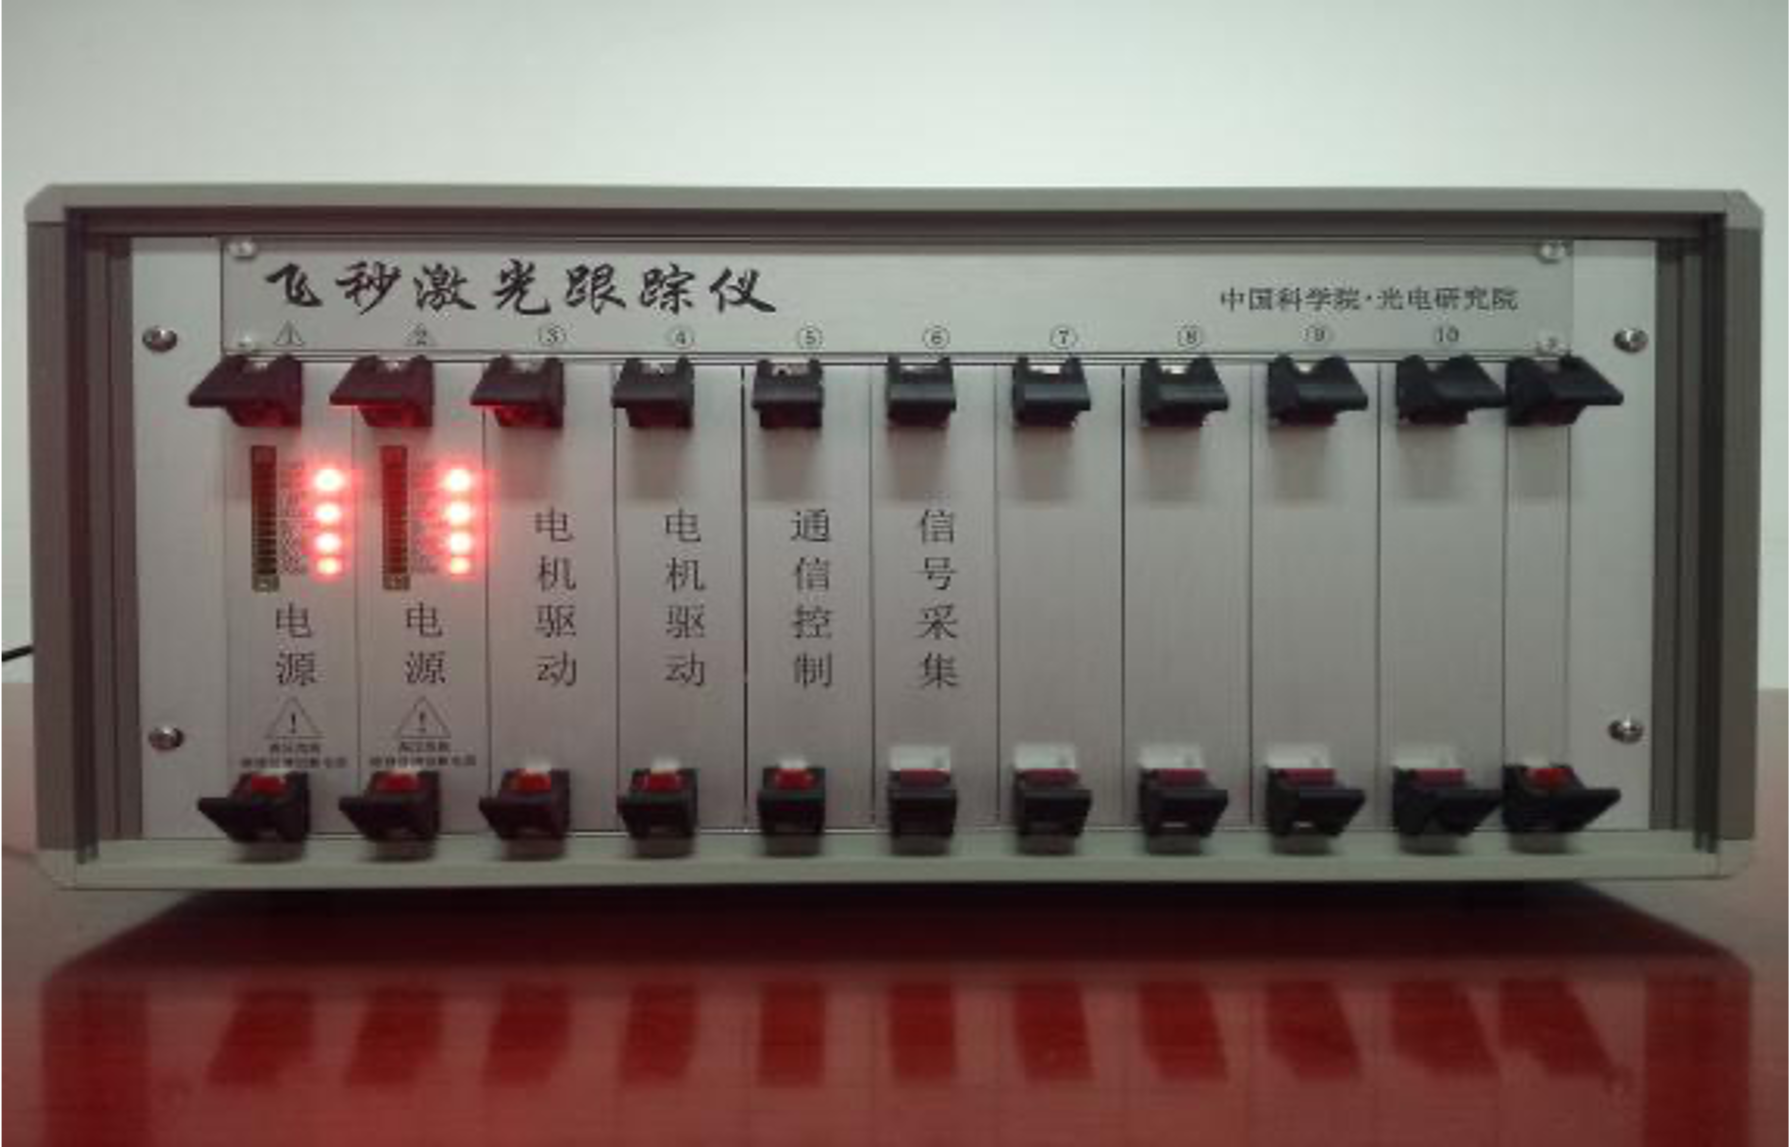 飞秒激光跟踪仪
中国科学院·光电研究院
① ② ③ ④ ⑤ ⑥ ⑦ ⑧ ⑨ 10
电源
电源
电机驱动
电机驱动
通信控制
信号采集
!
!